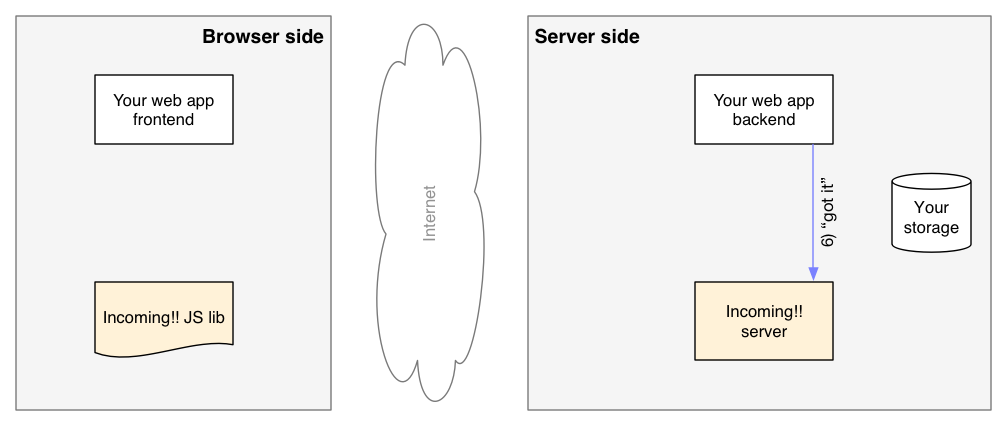 Browser side
Your web app
frontend
Incoming!! JS lib
Internet
Server side
Your web app
backend
6) “got it”
Your
storage
Incoming!!
server